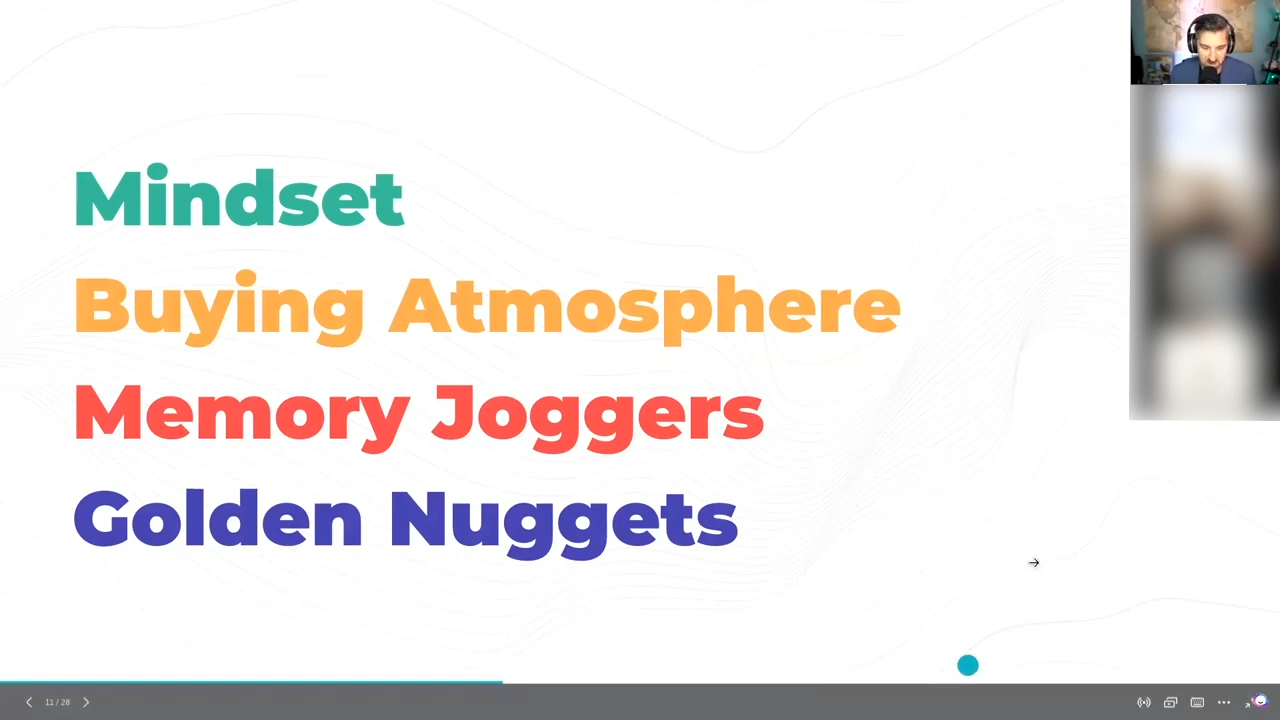 Mindset
Buying Atmosphere
Memory Joggers
Golden Nuggets
11 / 28